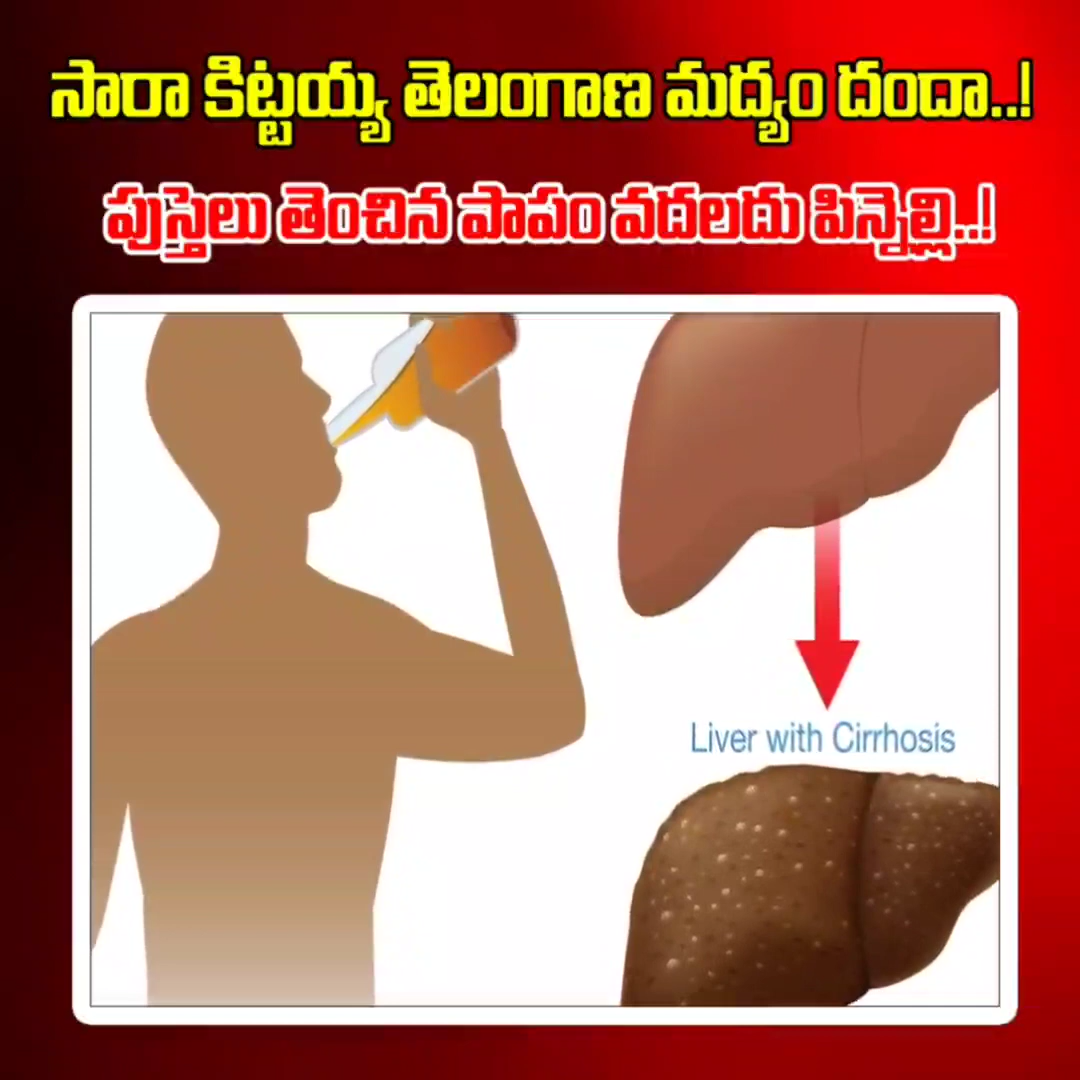 సారా కిట్టయ్య తెలంగాణ మద్యం దందా..!
పుస్తెలు తెంచిన పాపం వదలదు పిన్నెల్లి..!
Liver with Cirrhosis